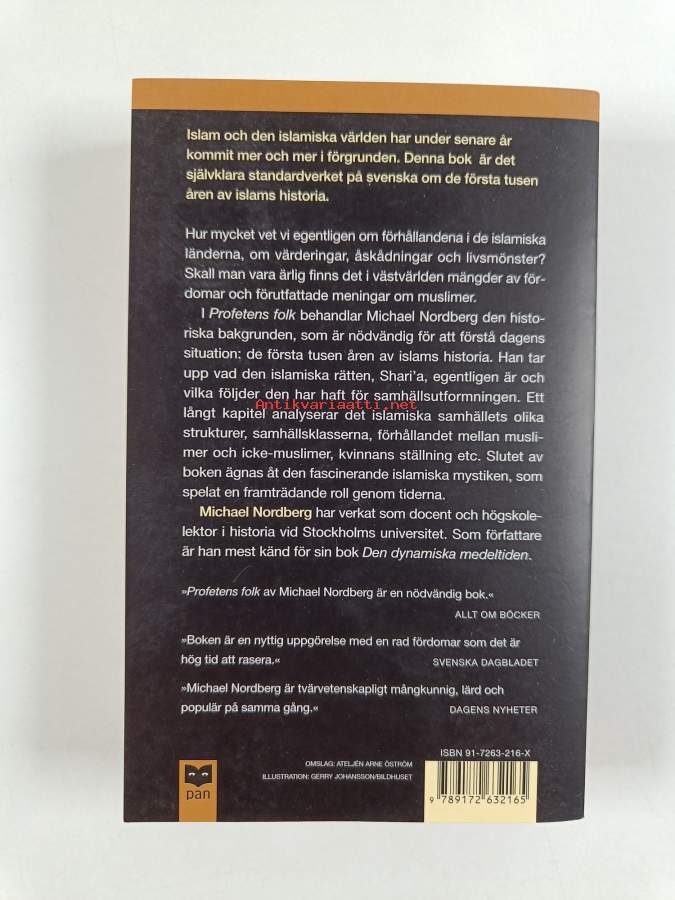 Islam och den islamiska världen har under senare år
kommit mer och mer i förgrunden. Denna bok är det
självklara standardverket på svenska om de första tusen
åren av islams historia.
Hur mycket vet vi egentligen om förhållandena i de islamiska
länderna, om värderingar, åskådningar och livsmönster?
Skall man vara ärlig finns det i västvärlden mängder av för-
domar och förutfattade meningar om muslimer.
I Profetens folk behandlar Michael Nordberg den histo-
riska bakgrunden, som är nödvändig för att förstå dagens
situation: de första tusen åren av islams historia. Han tar
upp vad den islamiska rätten, Shari’a, egentligen är och
vilka följder den har haft för samhällsutformningen. Ett
Antikvariaatti.net
långt kapitel analyserar det islamiska samhällets olika
strukturer, samhällsklasserna, förhållandet mellan musli-
mer och icke-muslimer, kvinnans ställning etc. Slutet av
boken ägnas åt den fascinerande islamiska mystiken, som
spelat en framträdande roll genom tiderna.
Michael Nordberg har verkat som docent och högskole-
lektor i historia vid Stockholms universitet. Som författare
är han mest känd för sin bok Den dynamiska medeltiden.
»Profetens folk av Michael Nordberg är en nödvändig bok.«
ALLT OM BÖCKER
»Boken är en nyttig uppgörelse med en rad fördomar som det är
hög tid att rasera.« SVENSKA DAGBLADET
»Michael Nordberg är tvärvetenskapligt mångkunnig, lärd och
populär på samma gång.« DAGENS NYHETER
ISBN 91-7263-216-X
OMSLAG: ATELJÉN ARNE ÖSTRÖM
ILLUSTRATION: GERRY JOHANSSON/BILDHUSET
pan
9 789172 632165